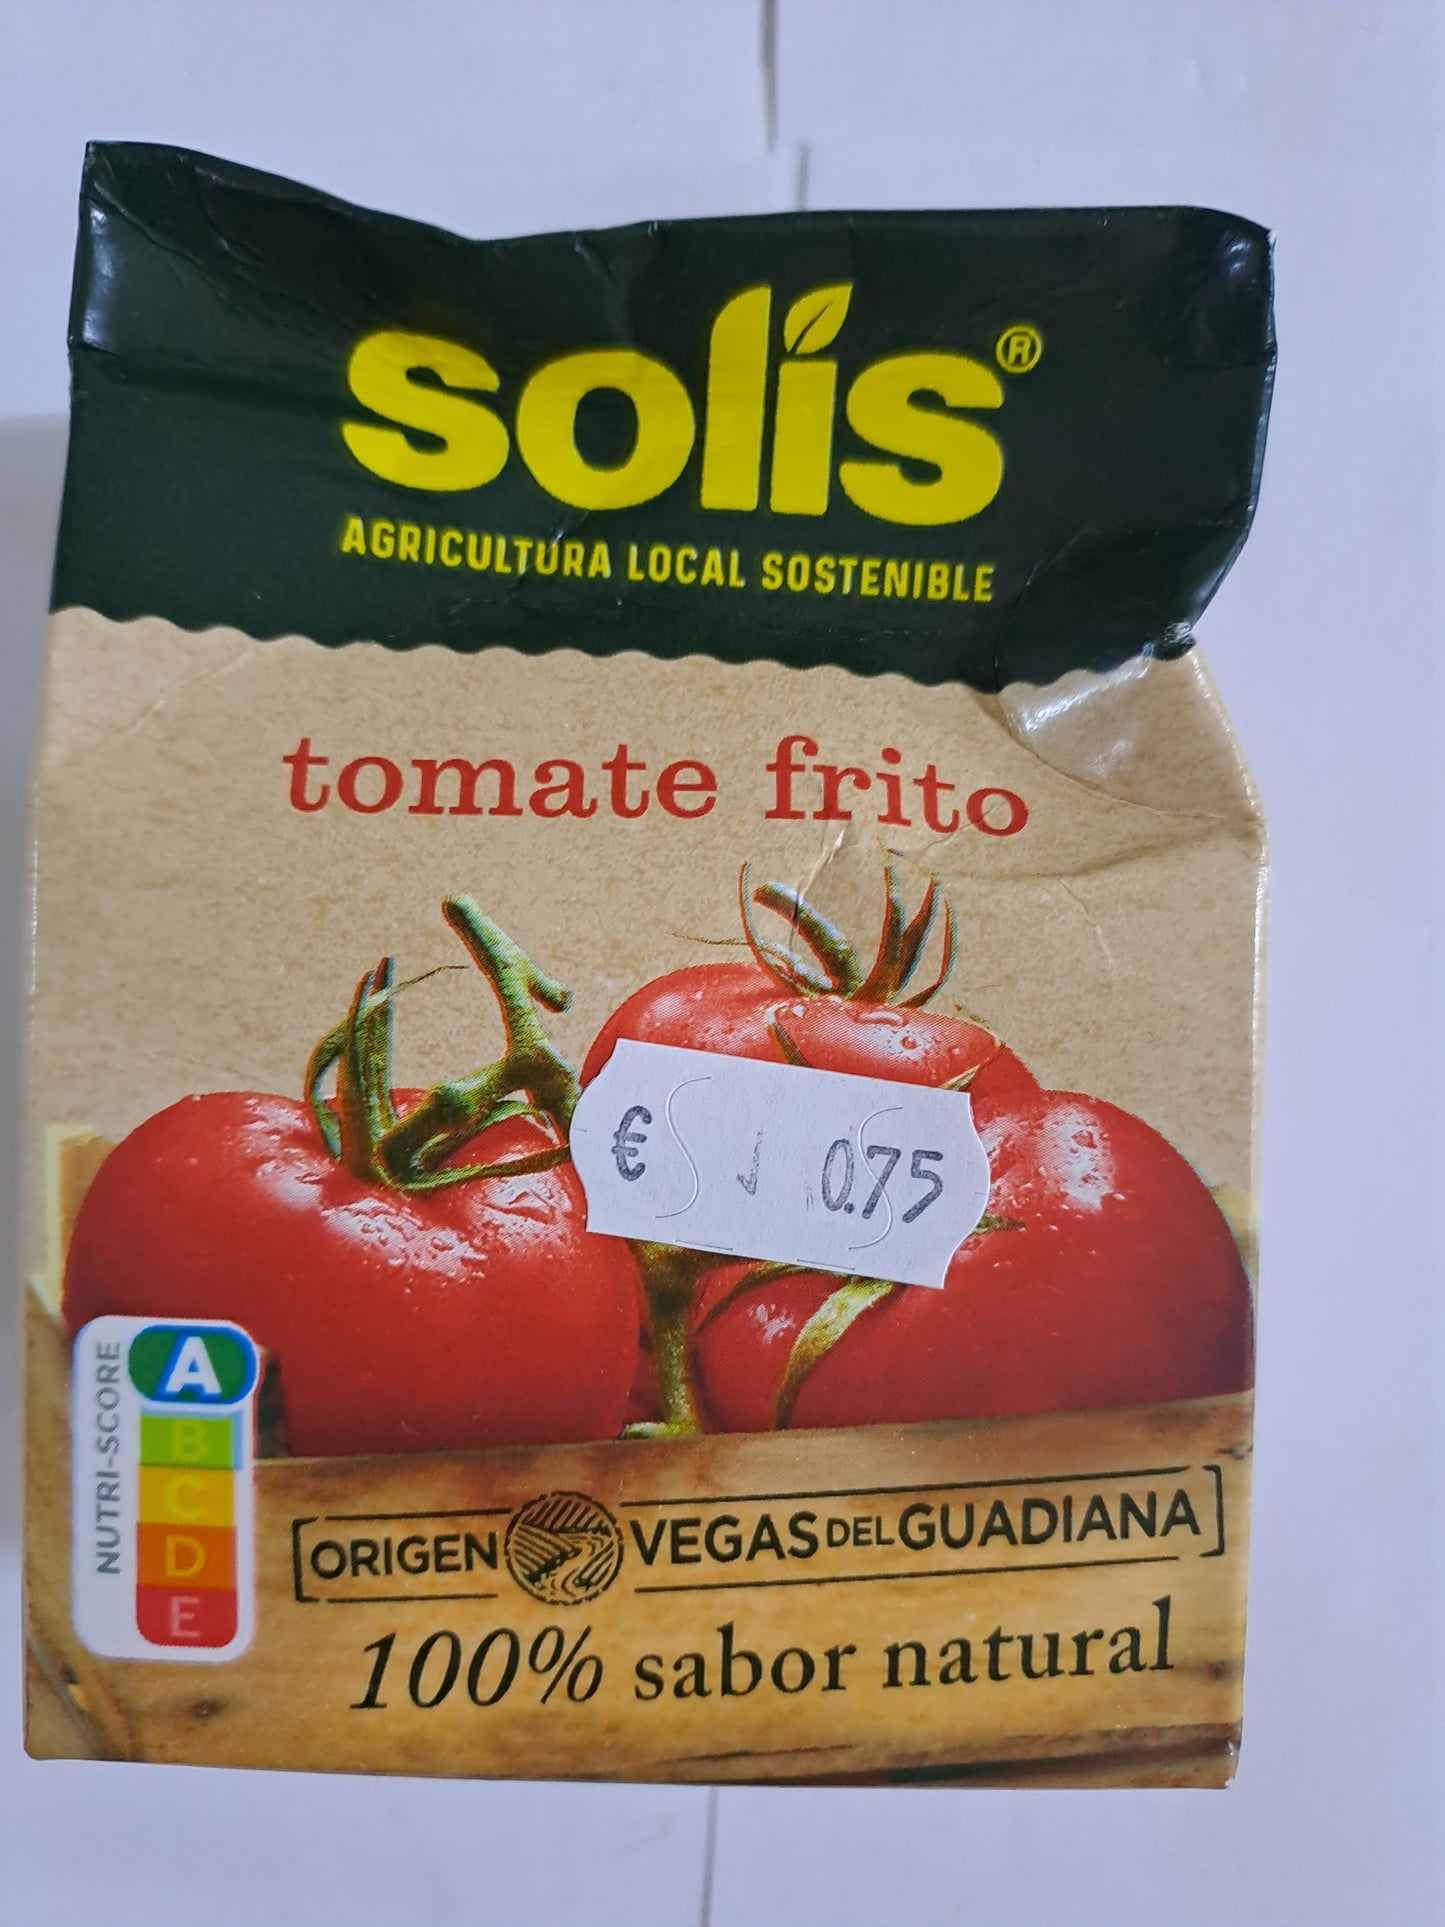 solís®
AGRICULTURA LOCAL SOSTENIBLE
tomate frito
€ 0.75
NUTRI-SCORE
A
B
C
D
E
ORIGEN VEGAS DEL GUADIANA
100% sabor natural